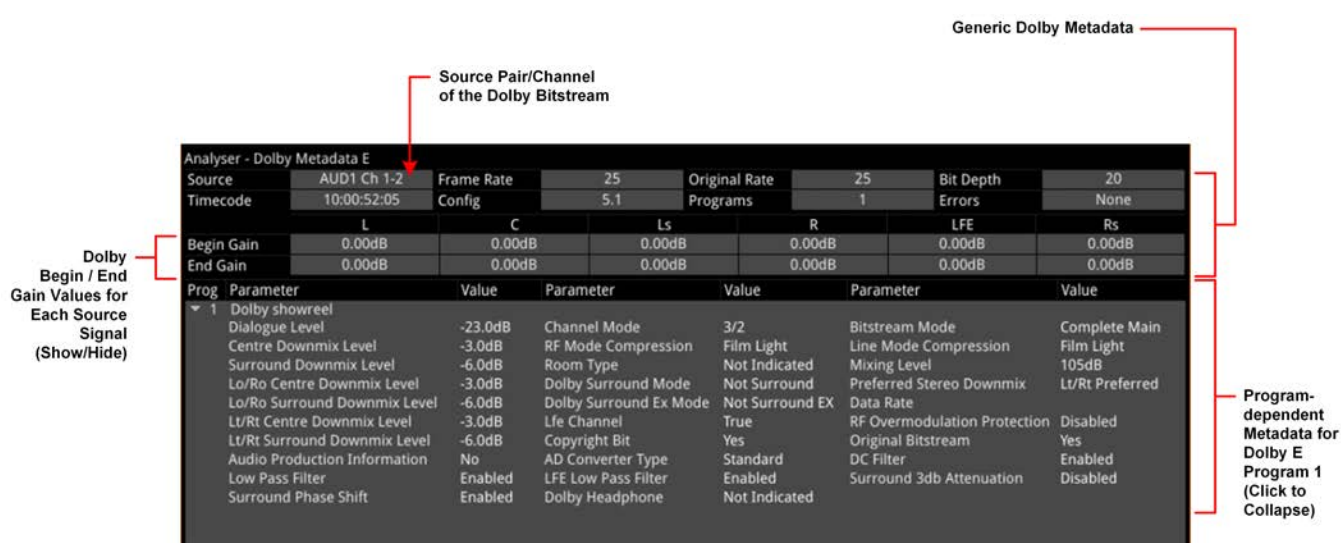 Generic Dolby Metadata
Source Pair/Channel
of the Dolby Bitstream
Analyser - Dolby Metadata E
Source AUD1 Ch 1-2 Frame Rate 25 Original Rate 25 Bit Depth 20
Timecode 10:00:52:05 Config 5.1 Programs 1 Errors None
L C Ls R LFE Rs
Begin Gain 0.00dB 0.00dB 0.00dB 0.00dB 0.00dB 0.00dB
End Gain 0.00dB 0.00dB 0.00dB 0.00dB 0.00dB 0.00dB
Dolby
Begin / End
Gain Values for
Each Source
Signal
(Show/Hide)
Prog Parameter Value Parameter Value Parameter Value
1 Dolby showreel
Dialogue Level -23.0dB Channel Mode 3/2 Bitstream Mode Complete Main
Centre Downmix Level -3.0dB RF Mode Compression Film Light Line Mode Compression Film Light
Surround Downmix Level -6.0dB Room Type Not Indicated Mixing Level 105dB
Lo/Ro Centre Downmix Level -3.0dB Dolby Surround Mode Not Surround Preferred Stereo Downmix Lt/Rt Preferred
Lo/Ro Surround Downmix Level -6.0dB Dolby Surround Ex Mode Not Surround EX Data Rate
Lt/Rt Centre Downmix Level -3.0dB Lfe Channel True RF Overmodulation Protection Disabled
Lt/Rt Surround Downmix Level -6.0dB Copyright Bit Yes Original Bitstream Yes
Audio Production Information No AD Converter Type Standard DC Filter Enabled
Low Pass Filter Enabled LFE Low Pass Filter Enabled Surround 3db Attenuation Disabled
Surround Phase Shift Enabled Dolby Headphone Not Indicated
Program-
dependent
Metadata for
Dolby E
Program 1
(Click to
Collapse)